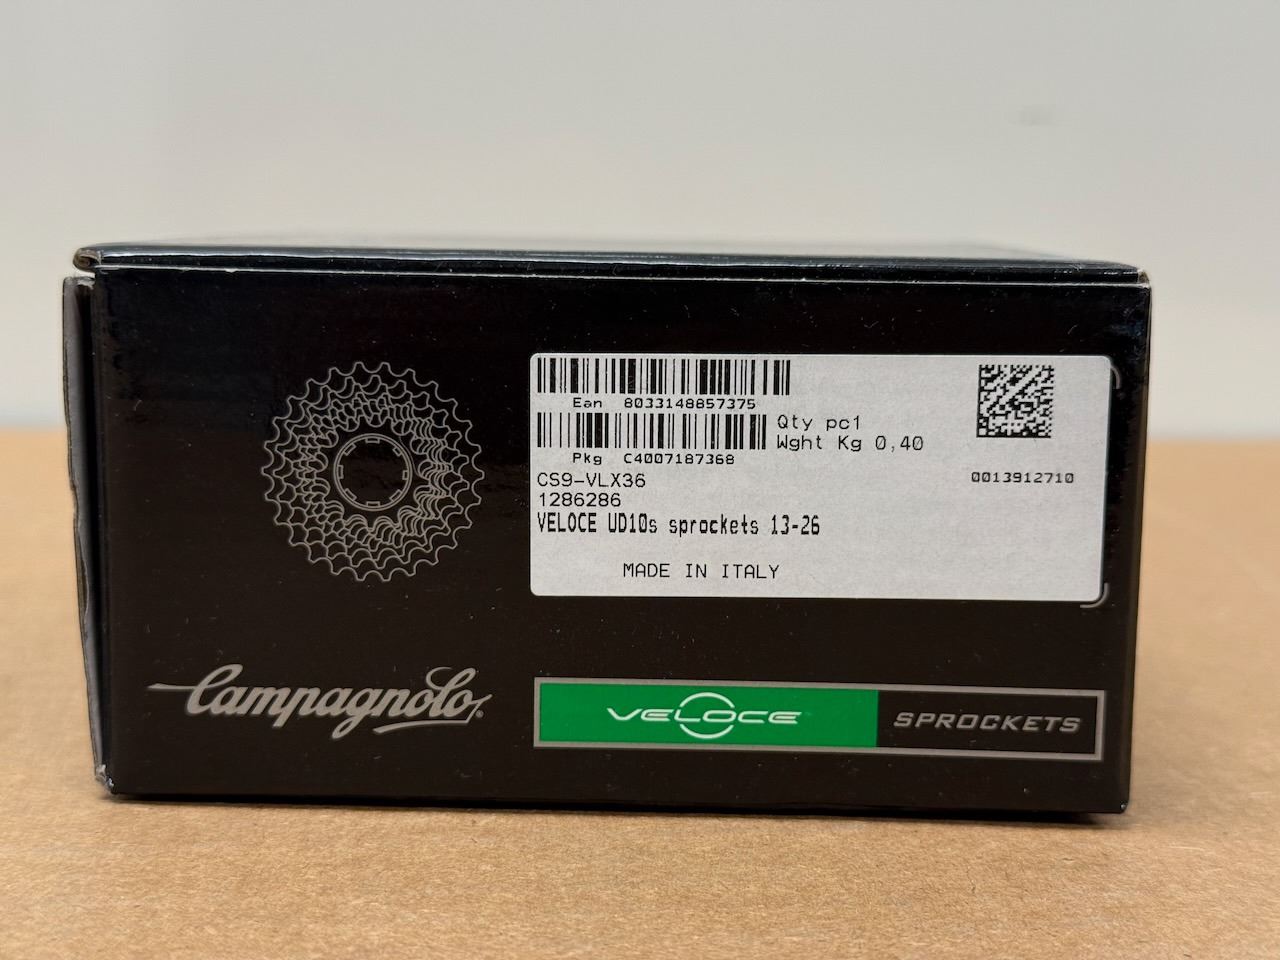 Ean 8033148857375
Pkg C4007187368
Qty pc1
Wght Kg 0,40
0013912710
CS9-VLX36
1286286
VELOCE UD10s sprockets 13-26
MADE IN ITALY
Campagnolo®
VELOCE SPROCKETS